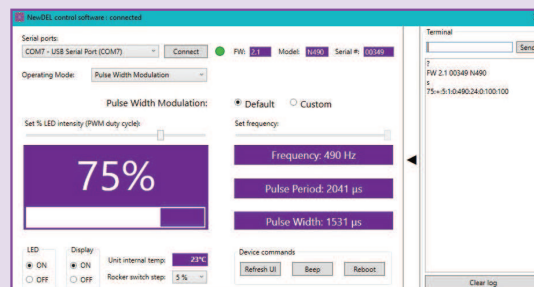 NewDEL control software : connected
Serial ports:
COM7 - USB Serial Port (COM7)
Connect
FW: 2.1 Model: N490 Serial #: 00349
Operating Mode: Pulse Width Modulation
Pulse Width Modulation: Default Custom
Set % LED intensity (PWM duty cycle):
Set frequency:
75%
Frequency: 490 Hz
Pulse Period: 2041 µs
Pulse Width: 1531 µs
LED
ON
OFF
Display
ON
OFF
Unit internal temp: 23°C
Rocker switch step: 5 %
Device commands
Refresh UI Beep Reboot
Terminal
Send
?
FW 2.1 00349 N490
s
75:+:5:1:0:490:24:0:100:100
Clear log